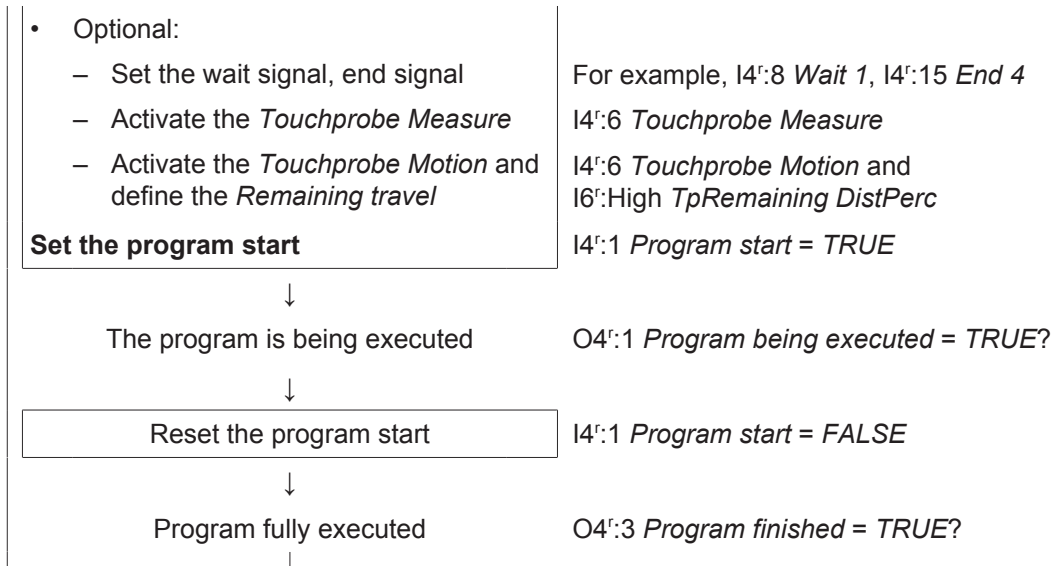 • Optional:
– Set the wait signal, end signal For example, I4ʳ:8 Wait 1, I4ʳ:15 End 4
– Activate the Touchprobe Measure I4ʳ:6 Touchprobe Measure
– Activate the Touchprobe Motion and I4ʳ:6 Touchprobe Motion and
define the Remaining travel I6ʳ:High TpRemaining DistPerc
Set the program start I4ʳ:1 Program start = TRUE
↓
The program is being executed O4ʳ:1 Program being executed = TRUE?
↓
Reset the program start I4ʳ:1 Program start = FALSE
↓
Program fully executed O4ʳ:3 Program finished = TRUE?